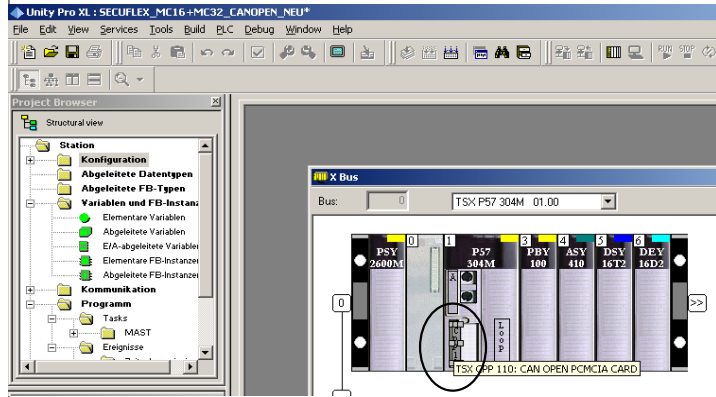 Unity Pro XL : SECUFLEX_MC16+MC32_CANOPEN_NEU*
File Edit View Services Tools Build PLC Debug Window Help
RUN STOP
Project Browser
Structural view
Station
Konfiguration
Abgeleitete Datentypen
Abgeleitete FB-Typen
Variablen und FB-Instanz
Elementare Variablen
Abgeleitete Variablen
E/A-abgeleitete Variablen
Elementare FB-Instanzen
Abgeleitete FB-Instanzen
Kommunikation
Programm
Tasks
MAST
Ereignisse
X Bus
Bus: 0 TSX P57 304M 01.00
0 1 3 4 5 6
PSY 2600M
P57 304M
PBY 100
ASY 410
DSY 16T2
DEY 16D2
0
>>
A
LOOP
TSX CPP 110: CAN OPEN PCMCIA CARD